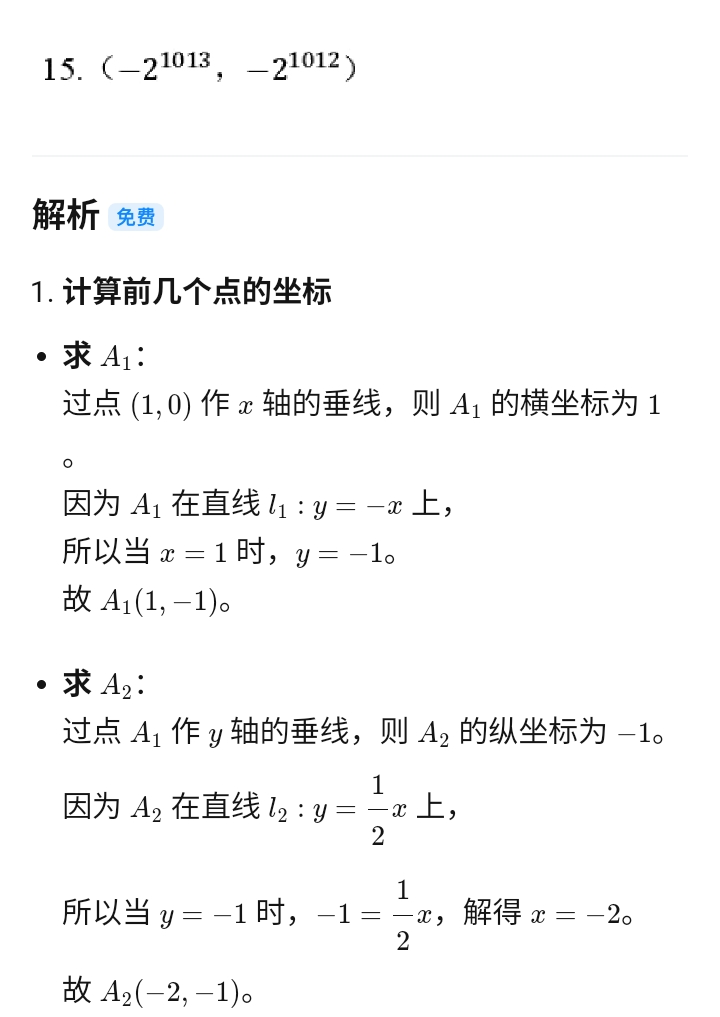 15.（−2¹⁰¹³，−2¹⁰¹²）
解析 免费
1. 计算前几个点的坐标
• 求 A₁：
过点 (1, 0) 作 x 轴的垂线，则 A₁ 的横坐标为 1
。
因为 A₁ 在直线 l₁ : y = −x 上，
所以当 x = 1 时，y = −1。
故 A₁(1, −1)。
• 求 A₂：
过点 A₁ 作 y 轴的垂线，则 A₂ 的纵坐标为 −1。
因为 A₂ 在直线 l₂ : y = 1/2 x 上，
所以当 y = −1 时，−1 = 1/2 x，解得 x = −2。
故 A₂(−2, −1)。